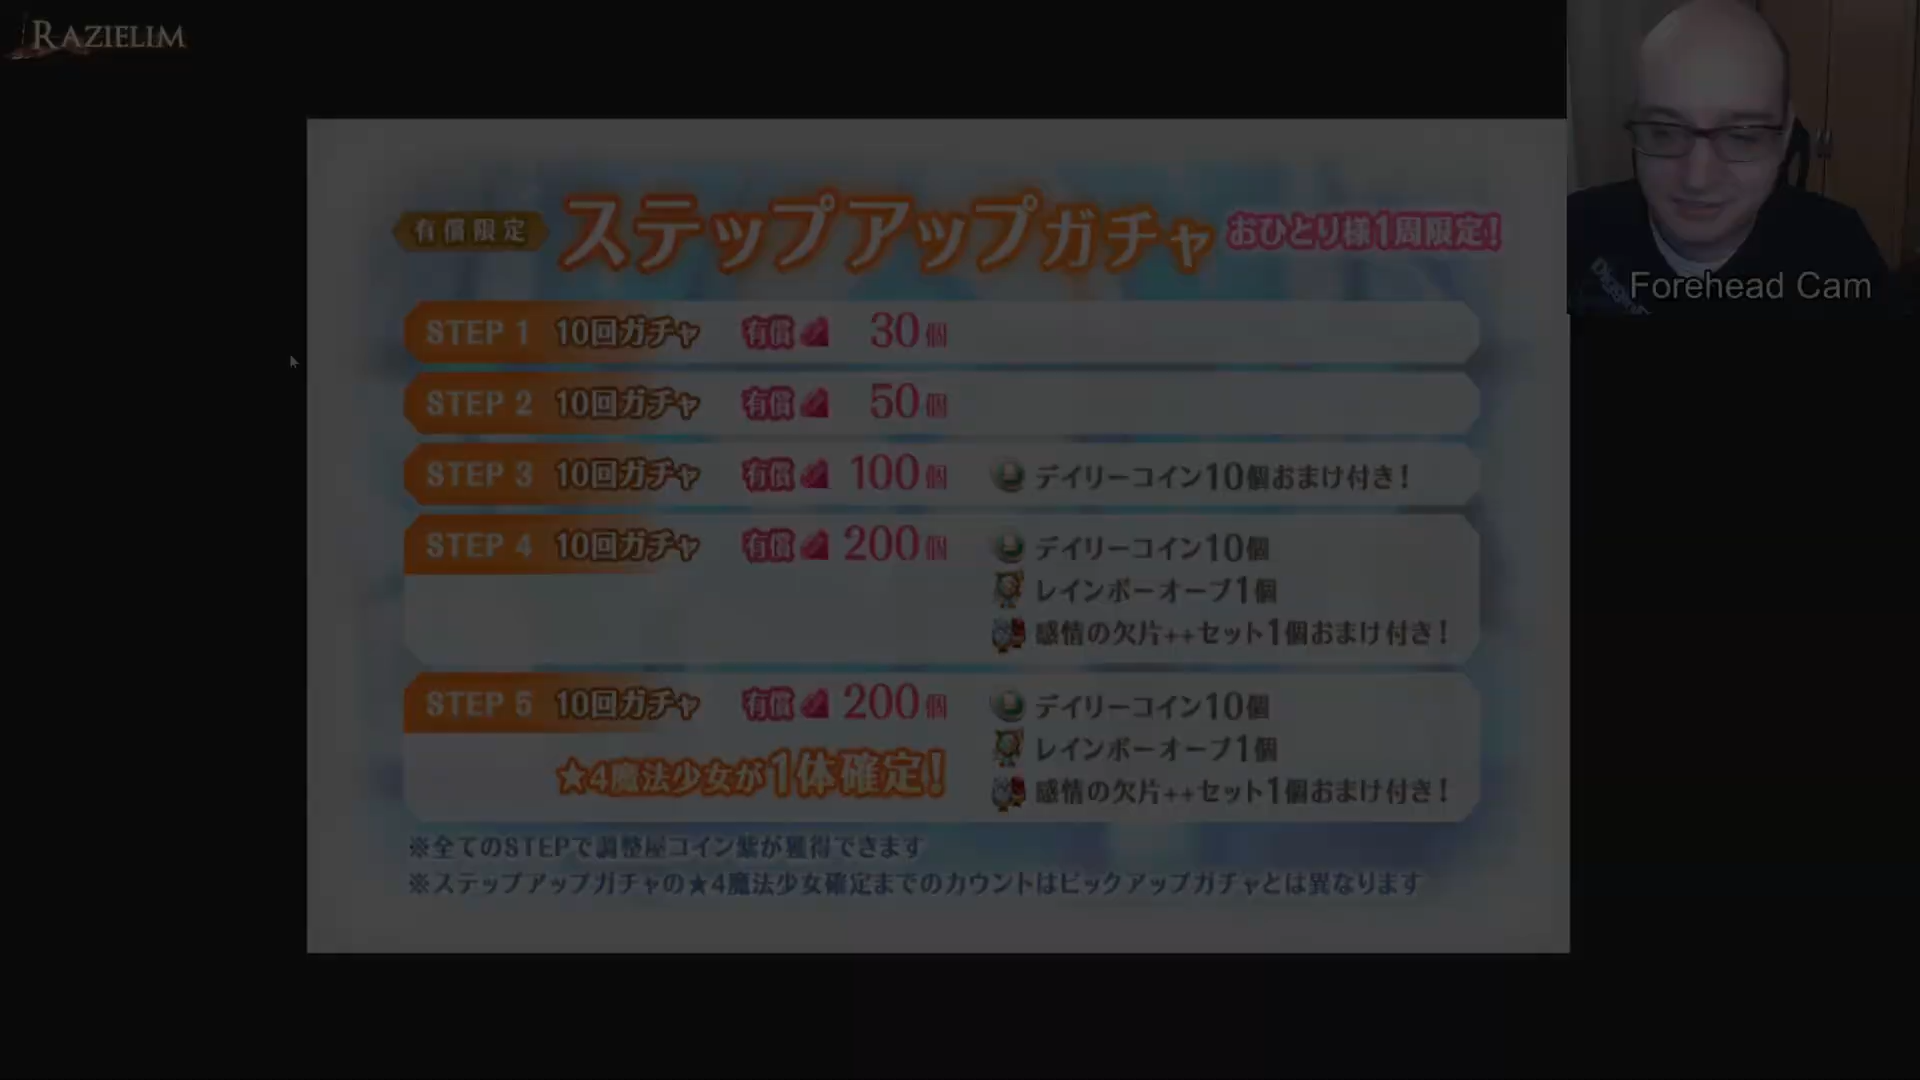 RAZIELIM
有償限定 ステップアップガチャ おひとり様1周限定!
Forehead Cam
STEP 1 10回ガチャ 有償 30個
STEP 2 10回ガチャ 有償 50個
STEP 3 10回ガチャ 有償 100個 デイリーコイン10個おまけ付き!
STEP 4 10回ガチャ 有償 200個 デイリーコイン10個
レインボーオーブ1個
感情の欠片++セット1個おまけ付き!
STEP 5 10回ガチャ 有償 200個 デイリーコイン10個
★4魔法少女が1体確定!
レインボーオーブ1個
感情の欠片++セット1個おまけ付き!
※全てのSTEPで調整屋コイン紫が獲得できます
※ステップアップガチャの★4魔法少女確定までのカウントはピックアップガチャとは異なります